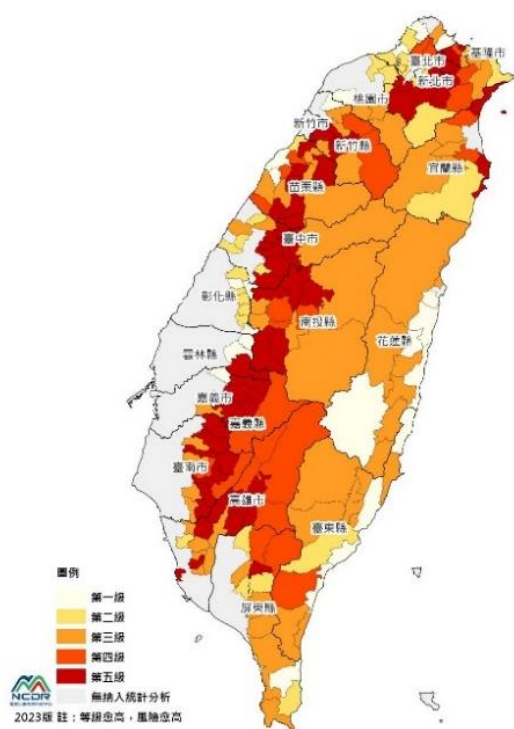 基隆市
臺北市
新北市
桃園市
新竹市
新竹縣
宜蘭縣
苗栗縣
臺中市
彰化縣
南投縣
花蓮縣
雲林縣
嘉義市
嘉義縣
臺南市
高雄市
臺東縣
屏東縣
圖例
第一級
第二級
第三級
第四級
第五級
無納入統計分析
NCDR
2023版 註：等級愈高，風險愈高